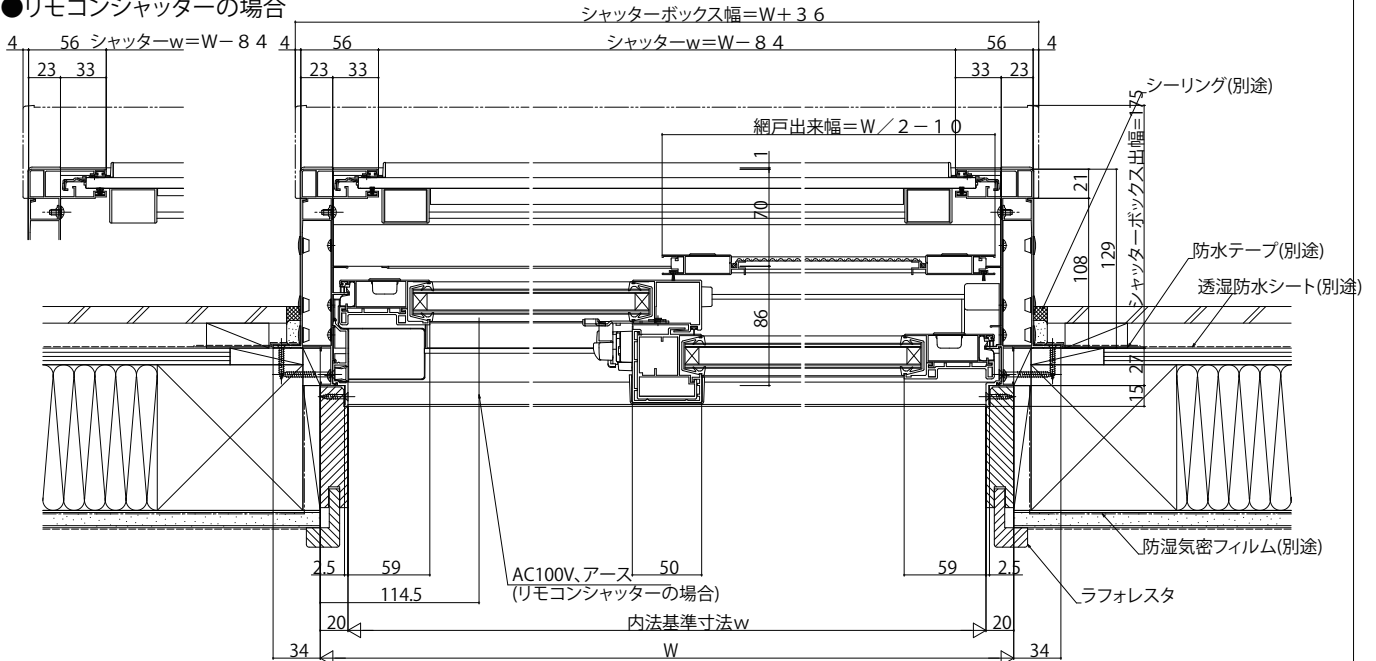 ●リモコンシャッターの場合
シャッターボックス幅=W+36
4 56 シャッターw=W-84 4 56 シャッターw=W-84 56 4
23 33 23 33 33 23
シーリング(別途)
網戸出来幅=W/2-10
シャッターボックス出幅=175
1
21
70
108
129
防水テープ(別途)
透湿防水シート(別途)
86
27
15
防湿気密フィルム(別途)
2.5 59 50 59 2.5
AC100V、アース
(リモコンシャッターの場合)
114.5
ラフォレスタ
20 内法基準寸法w 20
34 W 34